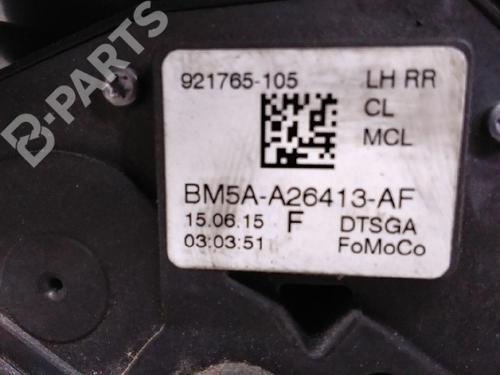 B-PARTS
921765-105 LH RR
CL
MCL
BM5A-A26413-AF
15.06.15 F DTSGA
03:03:51 FoMoCo